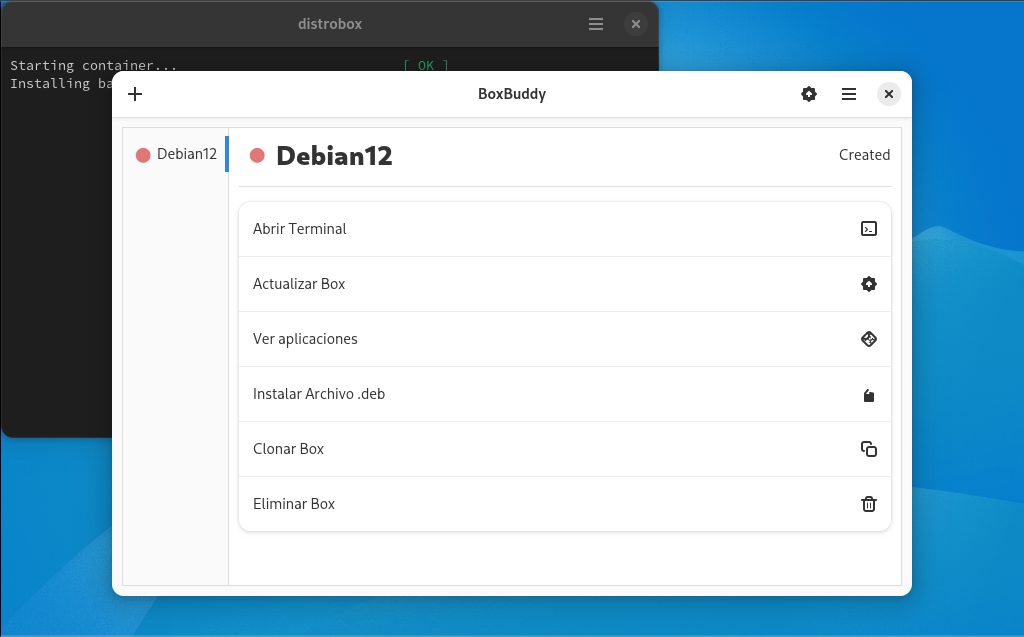 distrobox
Starting container... [ OK ]
Installing ba
BoxBuddy
Debian12
Debian12
Created
Abrir Terminal
Actualizar Box
Ver aplicaciones
Instalar Archivo .deb
Clonar Box
Eliminar Box